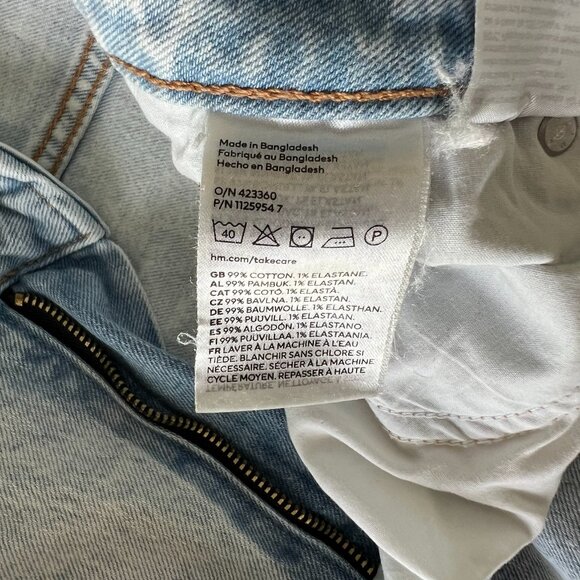 Made in Bangladesh
Fabriqué au Bangladesh
Hecho en Bangladesh
O/N 423360
P/N 1125954 7
40 P
hm.com/takecare
GB 99% COTTON. 1% ELASTANE.
AL 99% PAMBUK. 1% ELASTAN.
CAT 99% COTÓ. 1% ELASTÀ.
CZ 99% BAVLNA. 1% ELASTAN.
DE 99% BAUMWOLLE. 1% ELASTHAN.
EE 99% PUUVILL. 1% ELASTAAN.
ES 99% ALGODÓN. 1% ELASTANO.
FI 99% PUUVILLAA. 1% ELASTAANIA.
FR LAVER À LA MACHINE À L'EAU
TIÈDE. BLANCHIR SANS CHLORE SI
NÉCESSAIRE. SÉCHER À LA MACHINE
CYCLE MOYEN. REPASSER À HAUTE